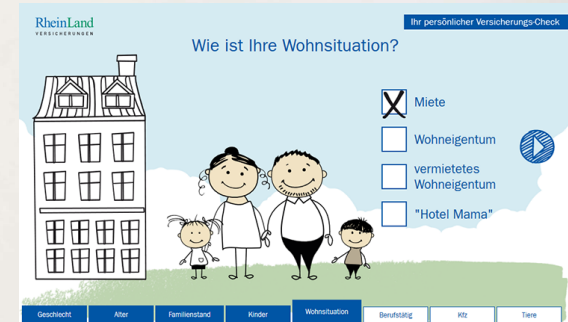 RheinLand
VERSICHERUNGEN
Ihr persönlicher Versicherungs-Check
Wie ist Ihre Wohnsituation?
Miete
Wohneigentum
vermietetes
Wohneigentum
"Hotel Mama"
Geschlecht
Alter
Familienstand
Kinder
Wohnsituation
Berufstätig
Kfz
Tiere